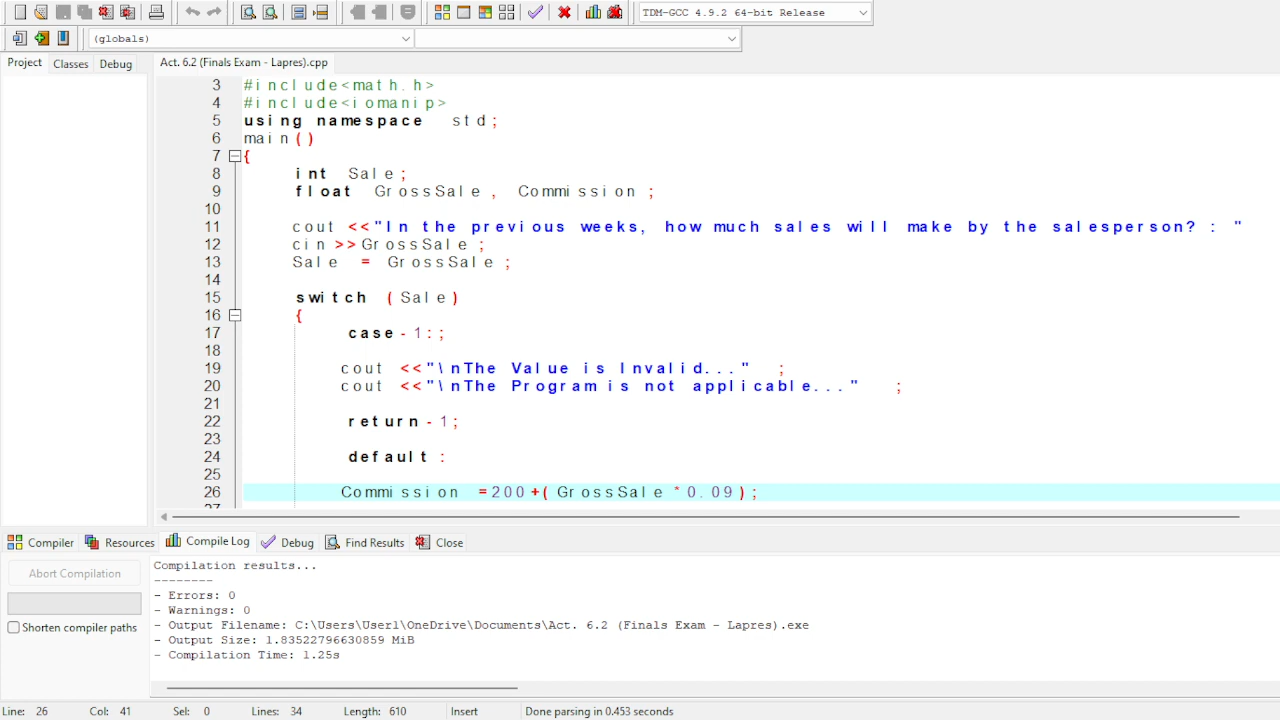 TDM-GCC 4.9.2 64-bit Release
(globals)
Project Classes Debug
Act. 6.2 (Finals Exam - Lapres).cpp
3 #include<math.h>
4 #include<iomanip>
5 using namespace std;
6 main()
7 {
8 int Sale;
9 float GrossSale, Commission;
10
11 cout <<"In the previous weeks, how much sales will make by the salesperson? : "
12 cin >>GrossSale;
13 Sale = GrossSale;
14
15 switch (Sale)
16 {
17 case-1:;
18
19 cout <<"\nThe Value is Invalid..." ;
20 cout <<"\nThe Program is not applicable..." ;
21
22 return-1;
23
24 default:
25
26 Commission =200+(GrossSale*0.09);
27
Compiler Resources Compile Log Debug Find Results Close
Abort Compilation
Shorten compiler paths
Compilation results...
--------
- Errors: 0
- Warnings: 0
- Output Filename: C:\Users\User1\OneDrive\Documents\Act. 6.2 (Finals Exam - Lapres).exe
- Output Size: 1.83522796630859 MiB
- Compilation Time: 1.25s
Line: 26 Col: 41 Sel: 0 Lines: 34 Length: 610 Insert Done parsing in 0.453 seconds